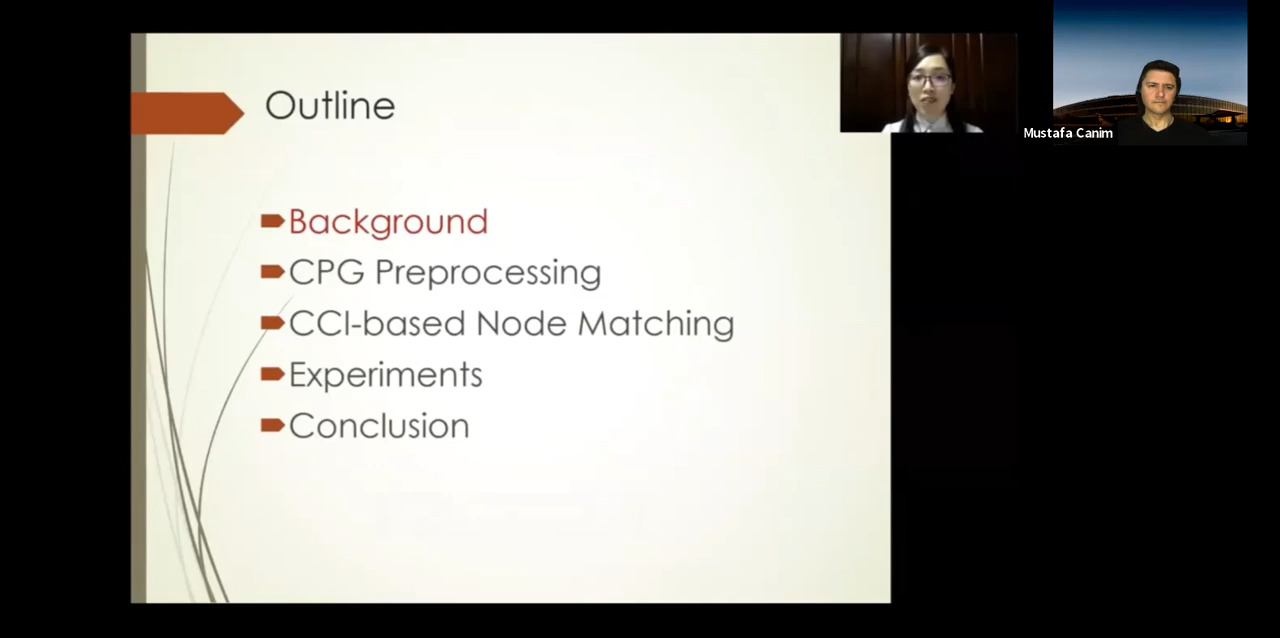 Outline
Background
CPG Preprocessing
CCI-based Node Matching
Experiments
Conclusion
Mustafa Canim